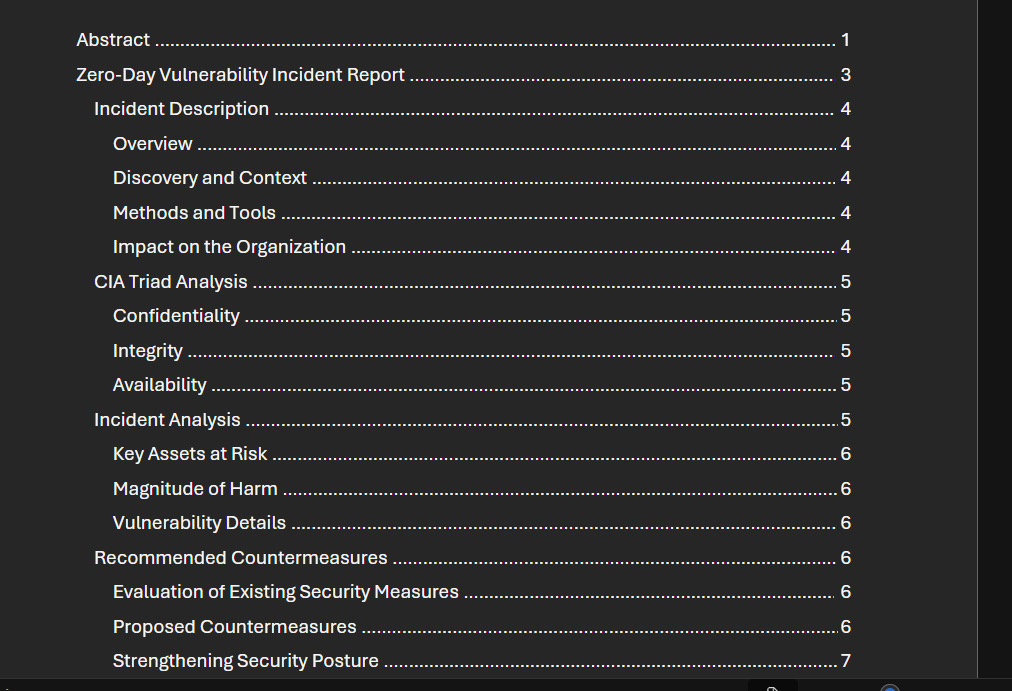 Abstract ........ 1
Zero-Day Vulnerability Incident Report ........ 3
Incident Description ........ 4
Overview ........ 4
Discovery and Context ........ 4
Methods and Tools ........ 4
Impact on the Organization ........ 4
CIA Triad Analysis ........ 5
Confidentiality ........ 5
Integrity ........ 5
Availability ........ 5
Incident Analysis ........ 5
Key Assets at Risk ........ 6
Magnitude of Harm ........ 6
Vulnerability Details ........ 6
Recommended Countermeasures ........ 6
Evaluation of Existing Security Measures ........ 6
Proposed Countermeasures ........ 6
Strengthening Security Posture ........ 7